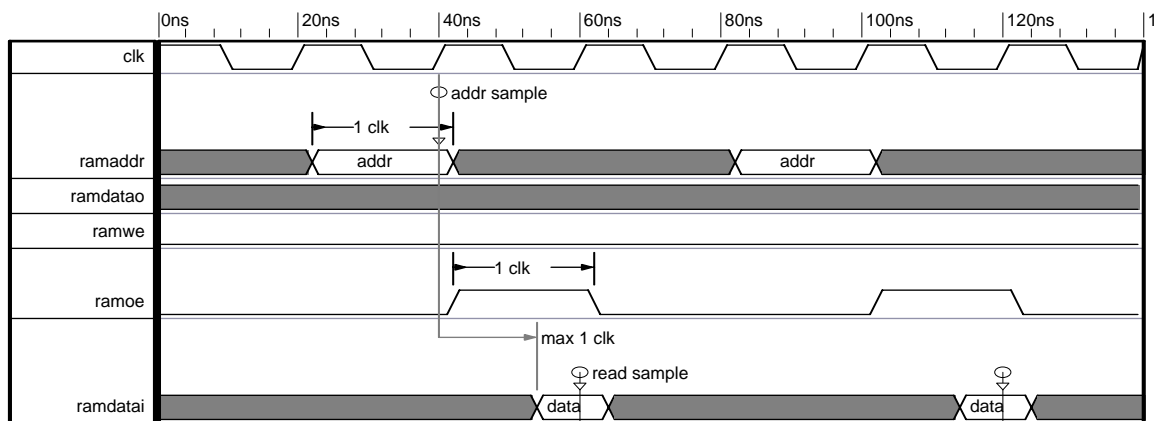 0ns 20ns 40ns 60ns 80ns 100ns 120ns 1
clk
addr sample
1 clk
ramaddr addr addr
ramdatao
ramwe
1 clk
ramoe
max 1 clk
read sample
ramdatai data data